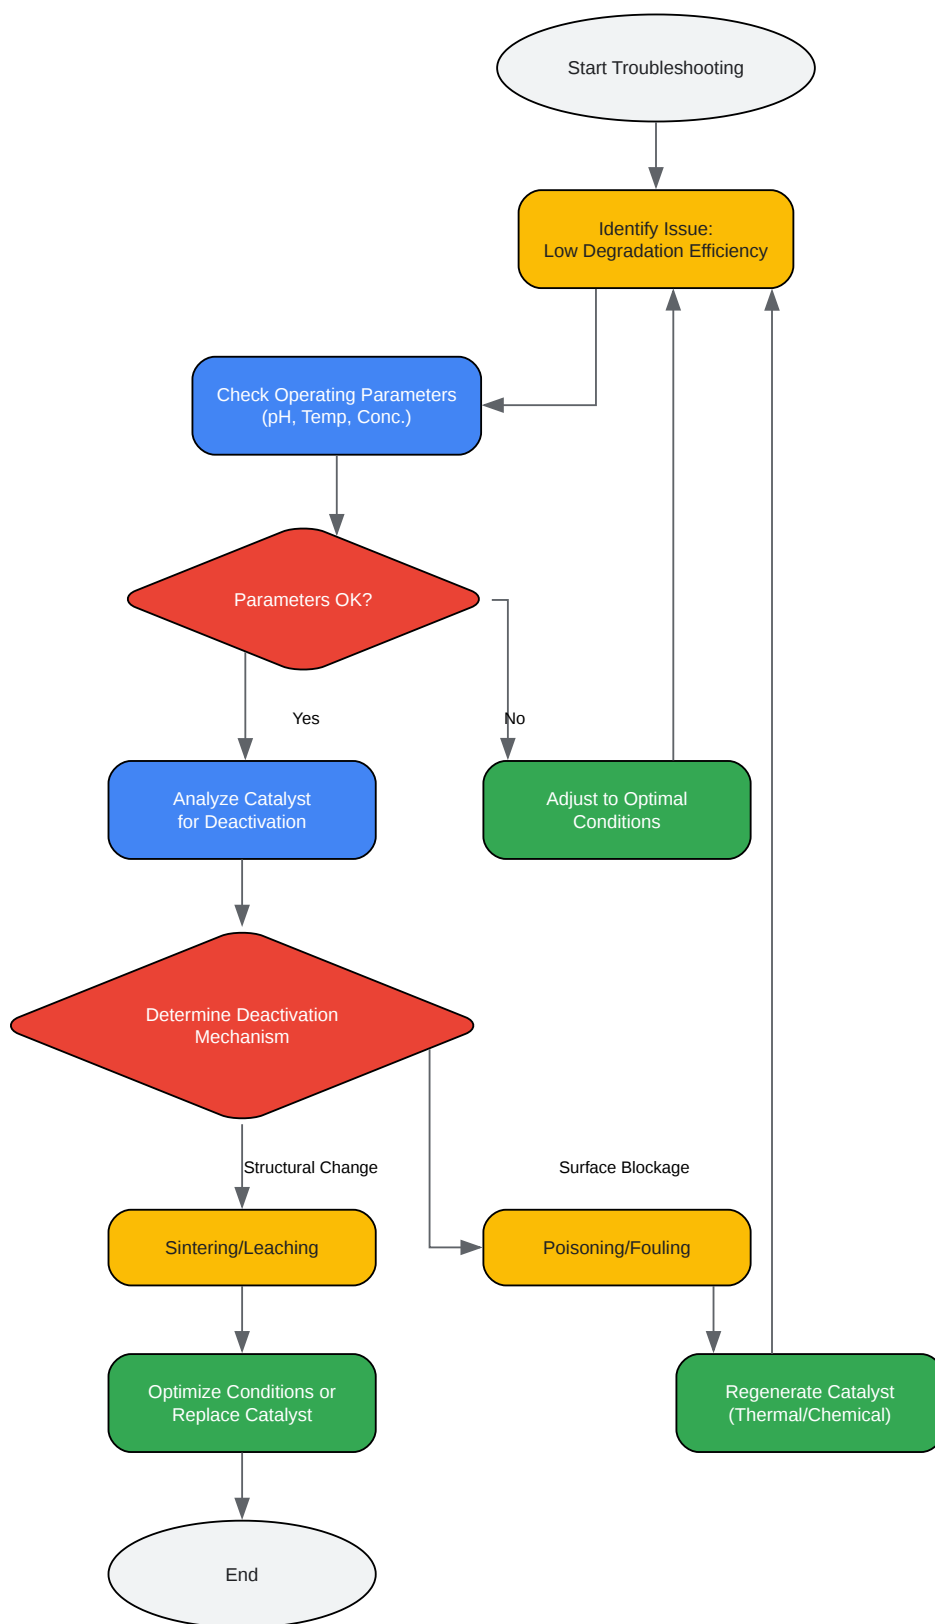 Start Troubleshooting
Identify Issue:
Low Degradation Efficiency
Check Operating Parameters
(pH, Temp, Conc.)
Parameters OK?
Yes
No
Analyze Catalyst
for Deactivation
Adjust to Optimal
Conditions
Determine Deactivation
Mechanism
Structural Change
Surface Blockage
Sintering/Leaching
Poisoning/Fouling
Optimize Conditions or
Replace Catalyst
Regenerate Catalyst
(Thermal/Chemical)
End